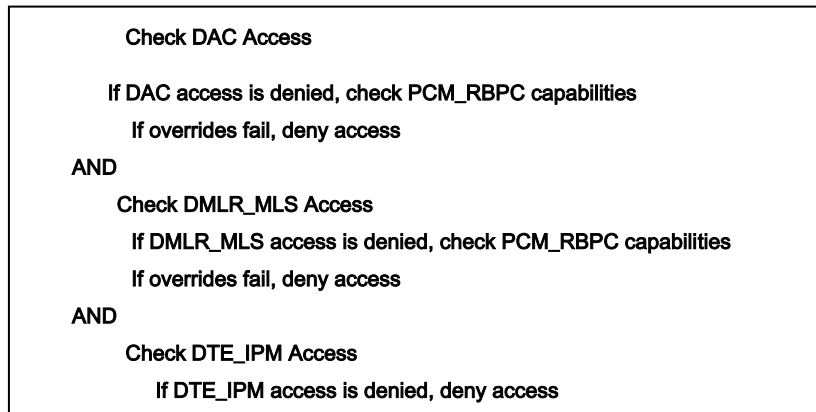 Check DAC Access
If DAC access is denied, check PCM_RBPC capabilities
If overrides fail, deny access
AND
Check DMLR_MLS Access
If DMLR_MLS access is denied, check PCM_RBPC capabilities
If overrides fail, deny access
AND
Check DTE_IPM Access
If DTE_IPM access is denied, deny access